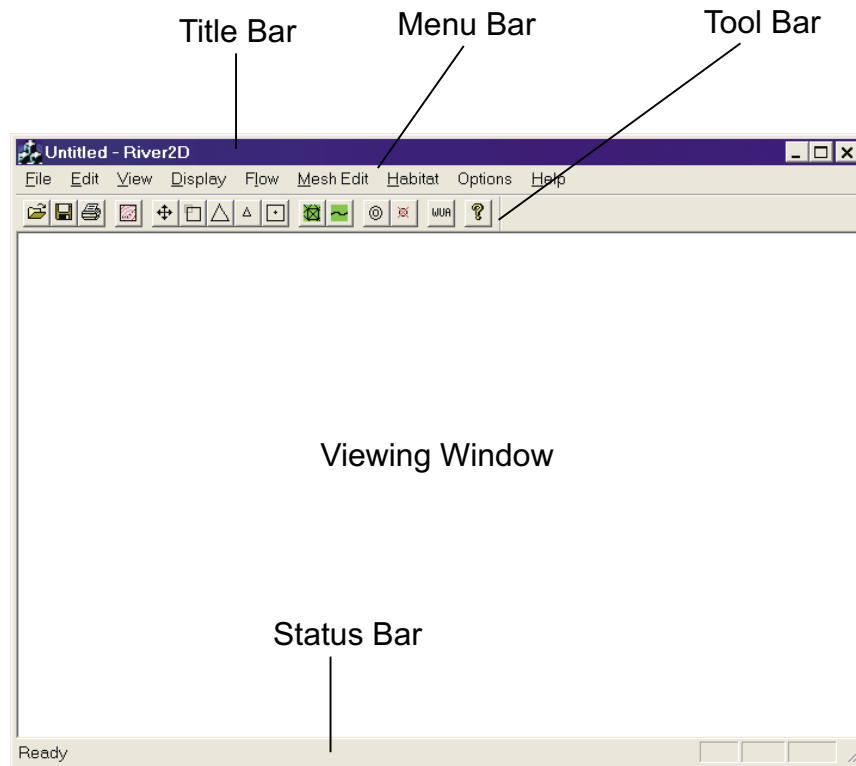 Title Bar Menu Bar Tool Bar
Untitled - River2D
File Edit View Display Flow Mesh Edit Habitat Options Help
WUA
Viewing Window
Status Bar
Ready